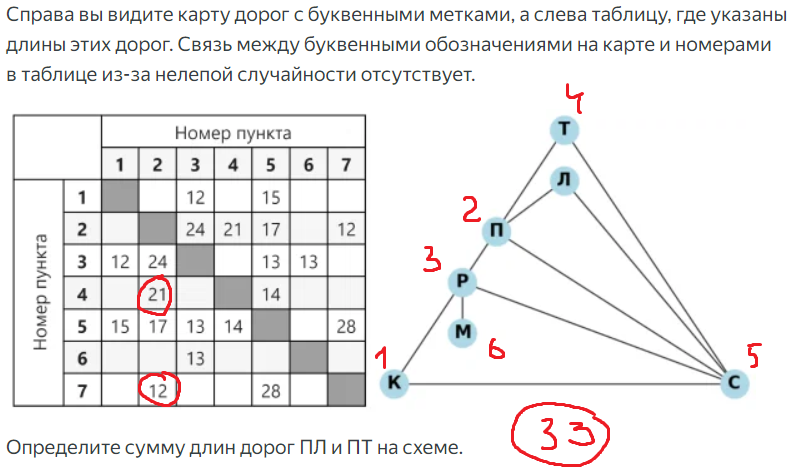 Справа вы видите карту дорог с буквенными метками, а слева таблицу, где указаны
длины этих дорог. Связь между буквенными обозначениями на карте и номерами
в таблице из-за нелепой случайности отсутствует.
Номер пункта
1 2 3 4 5 6 7
Номер пункта
1 12 15
2 24 21 17 12
3 12 24 13 13
4 21 14
5 15 17 13 14 28
6 13
7 12 28
4
Т
Л
2
П
3
Р
М
6
1
К
5
С
33
Определите сумму длин дорог ПЛ и ПТ на схеме.